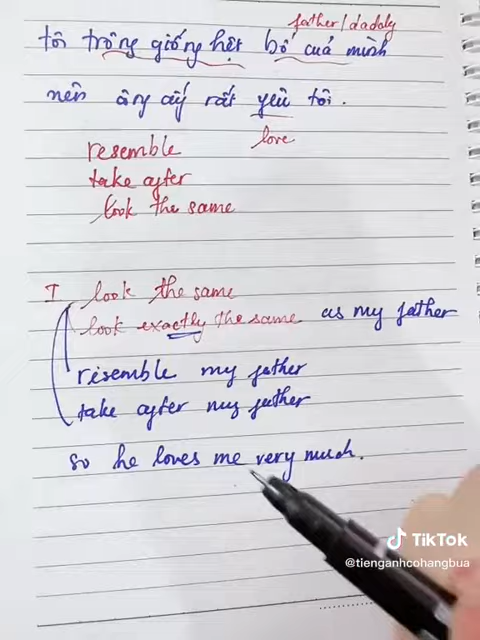 father/daddy
tôi trông giống hệt bố cuả mình
nên ông ấy rất yêu tôi.
love
resemble
take after
look the same
I look the same
look exactly the same as my father
resemble my father
take after my father
so he loves me very much.
TikTok
@tienganhcohangbua